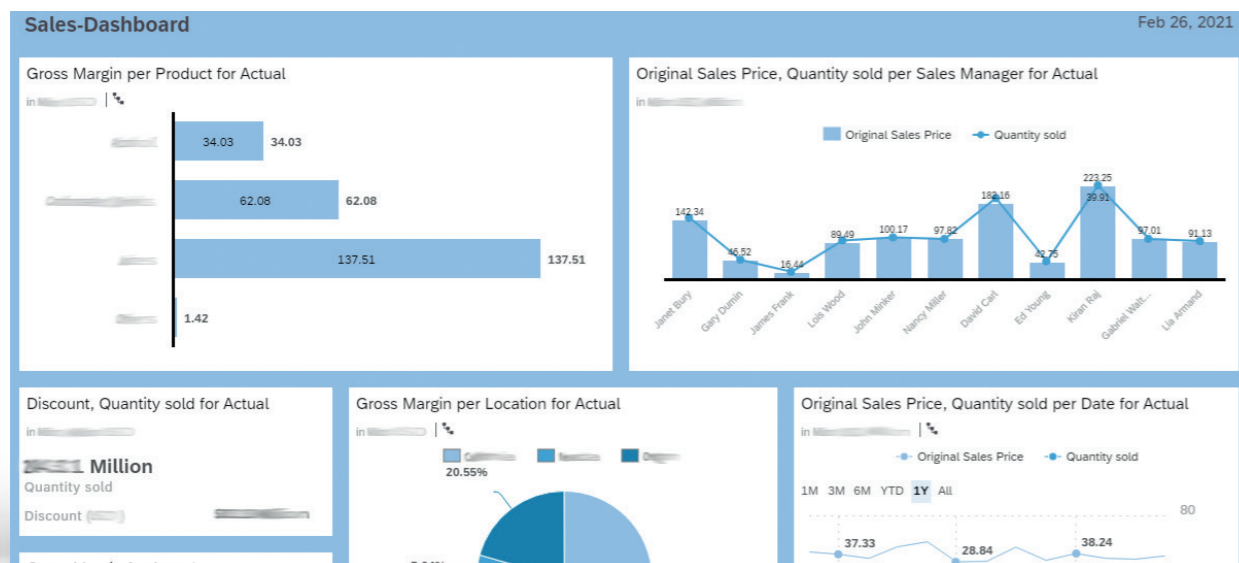 Sales-Dashboard
Feb 26, 2021
Gross Margin per Product for Actual
in
34.03 34.03
62.08 62.08
137.51 137.51
1.42
Original Sales Price, Quantity sold per Sales Manager for Actual
in
Original Sales Price Quantity sold
142.34 46.52 16.44 89.49 100.17 97.82 182.16 42.75 223.25 39.91 97.01 91.13
Janet Bury Gary Dumin James Frank Lois Wood John Minker Nancy Miller David Carl Ed Young Kiran Raj Gabriel Walt... Lia Armand
Discount, Quantity sold for Actual
in
Million
Quantity sold
Discount
Gross Margin per Location for Actual
in
20.55%
Original Sales Price, Quantity sold per Date for Actual
in
Original Sales Price Quantity sold
1M 3M 6M YTD 1Y All
80
37.33 28.84 38.24